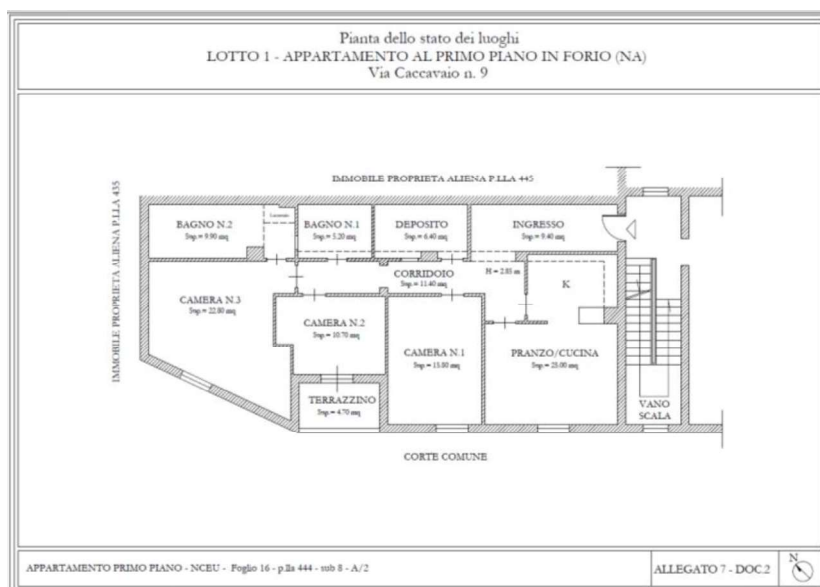 Pianta dello stato dei luoghi
LOTTO 1 - APPARTAMENTO AL PRIMO PIANO IN FORIO (NA)
Via Caccavaio n. 9
IMMOBILE PROPRIETA ALIENA P.LLA 445
IMMOBILE PROPRIETA ALIENA P.LLA 435
BAGNO N.2
Sup.= 9.90 mq
BAGNO N.1
Sup.= 5.20 mq
DEPOSITO
Sup.= 6.40 mq
INGRESSO
Sup.= 9.40 mq
CORRIDOIO
Sup.= 11.40 mq
H = 2.85 m
K
CAMERA N.3
Sup.= 22.80 mq
CAMERA N.2
Sup.= 10.70 mq
CAMERA N.1
Sup.= 15.80 mq
PRANZO/CUCINA
Sup.= 25.00 mq
TERRAZZINO
Sup.= 4.70 mq
VANO
SCALA
CORTE COMUNE
APPARTAMENTO PRIMO PIANO - NCEU - Foglio 16 - p.lla 444 - sub 8 - A/2
ALLEGATO 7 - DOC.2
N